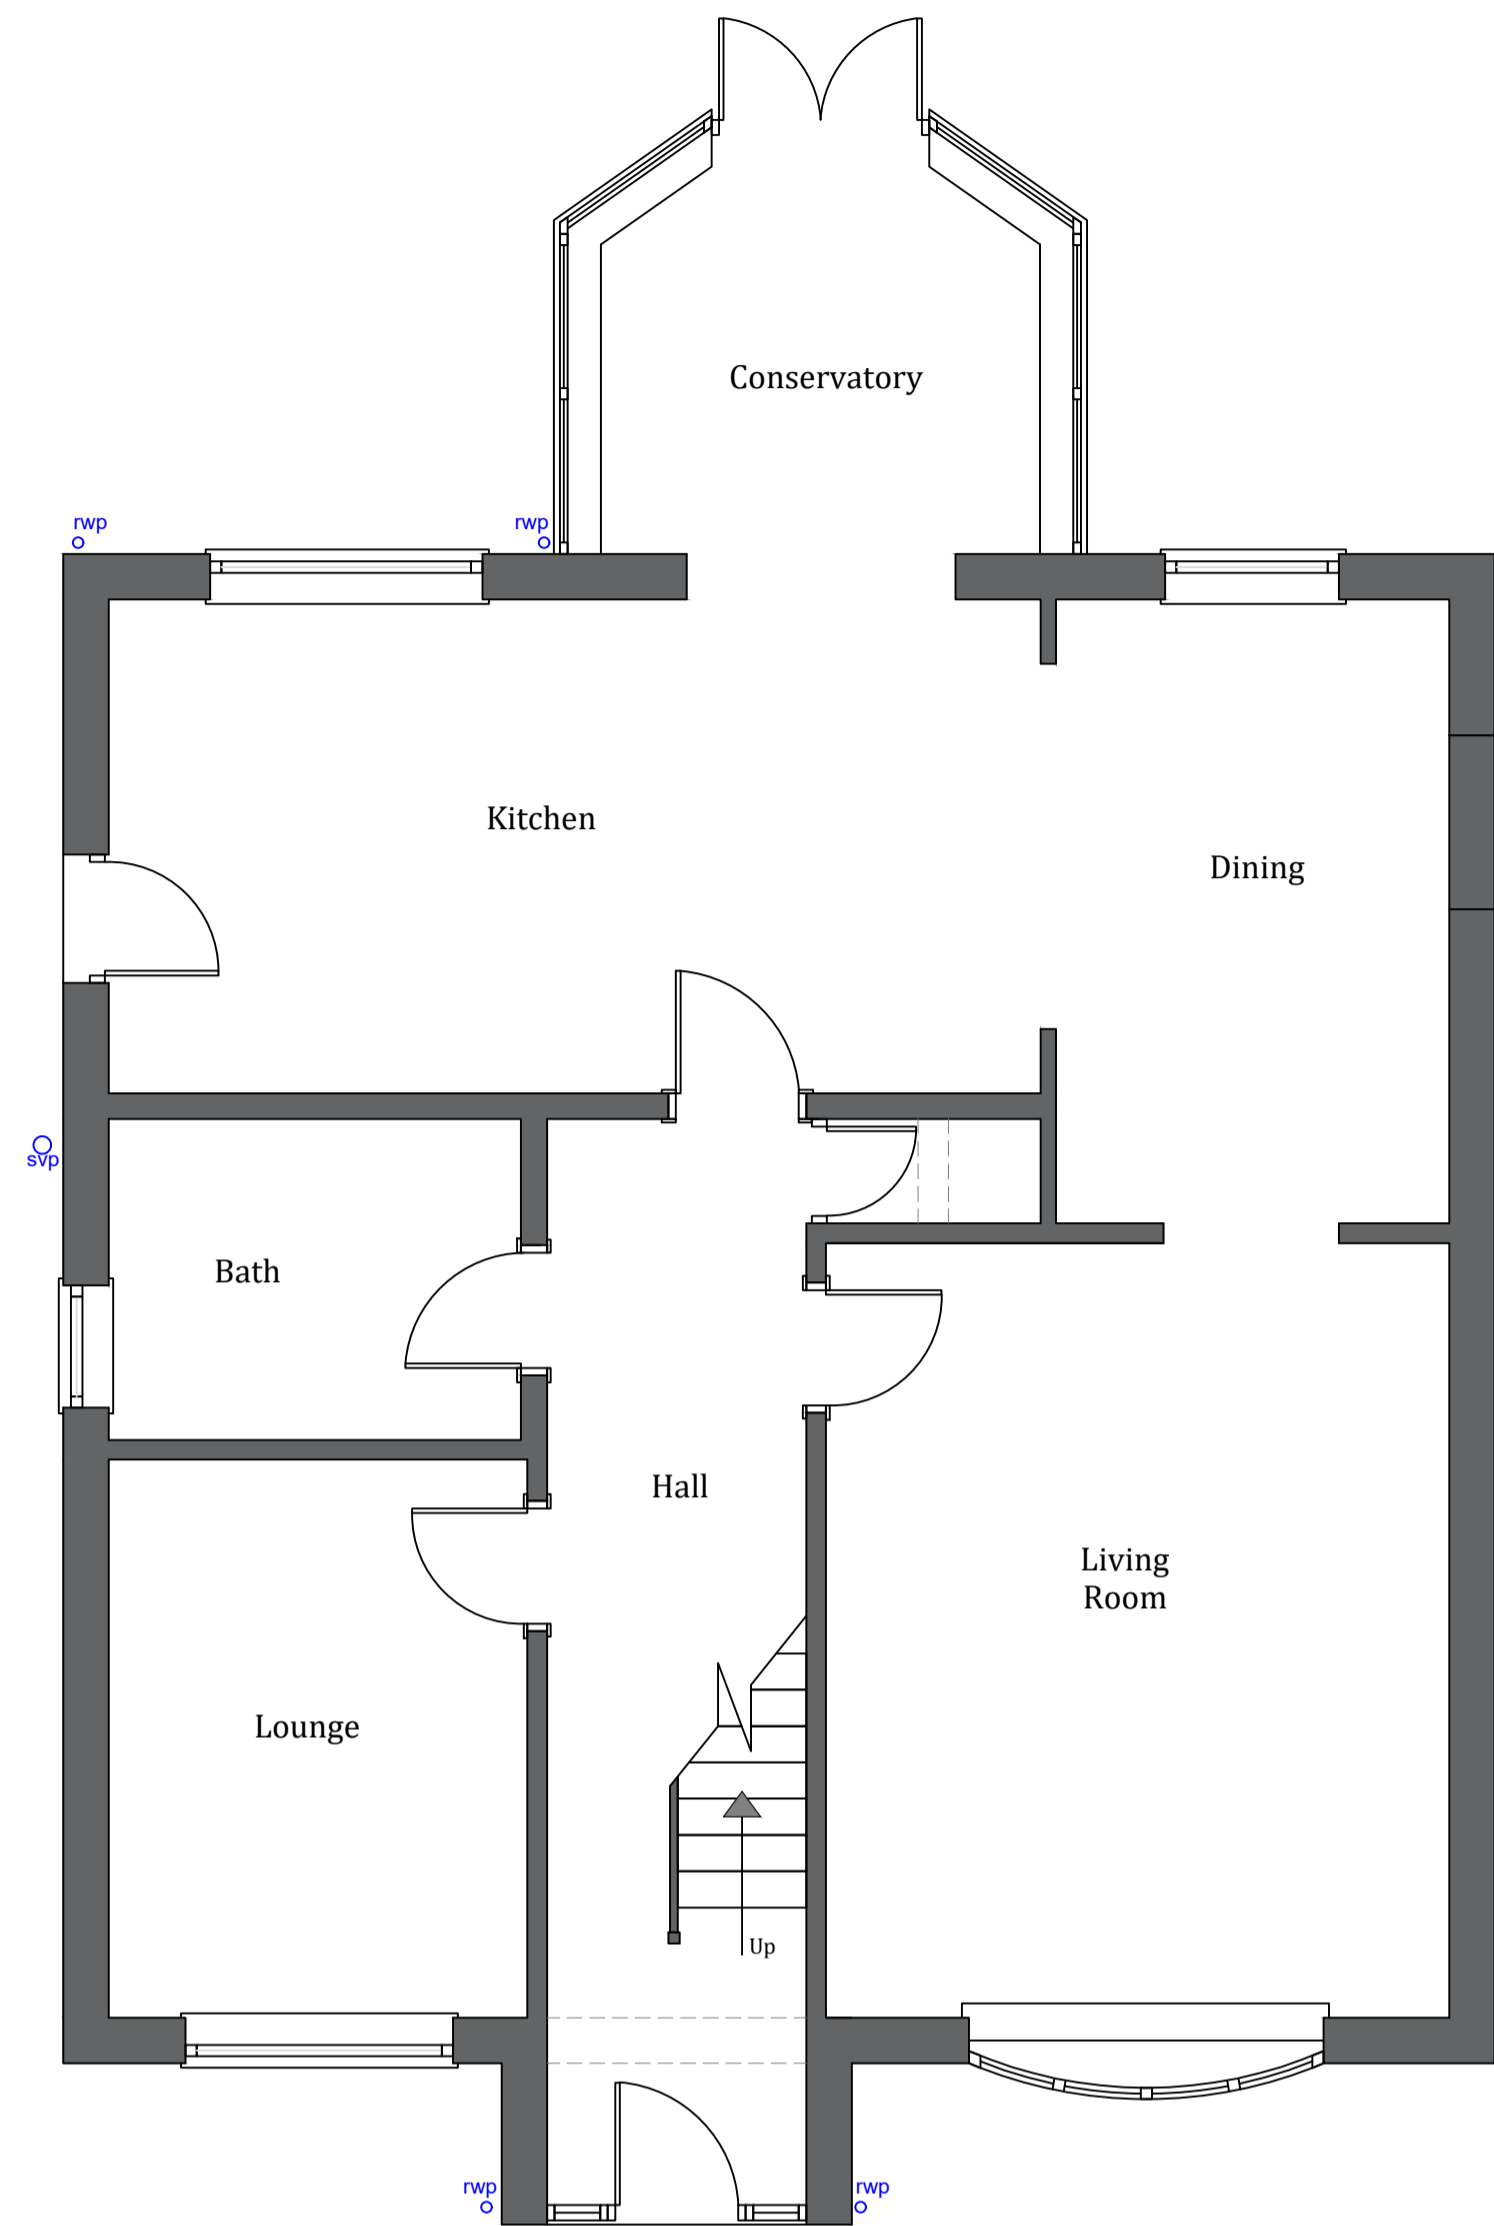 Conservatory
rwp
rwp
Kitchen
Dining
svp
Bath
Hall
Living
Room
Lounge
Up
rwp
rwp